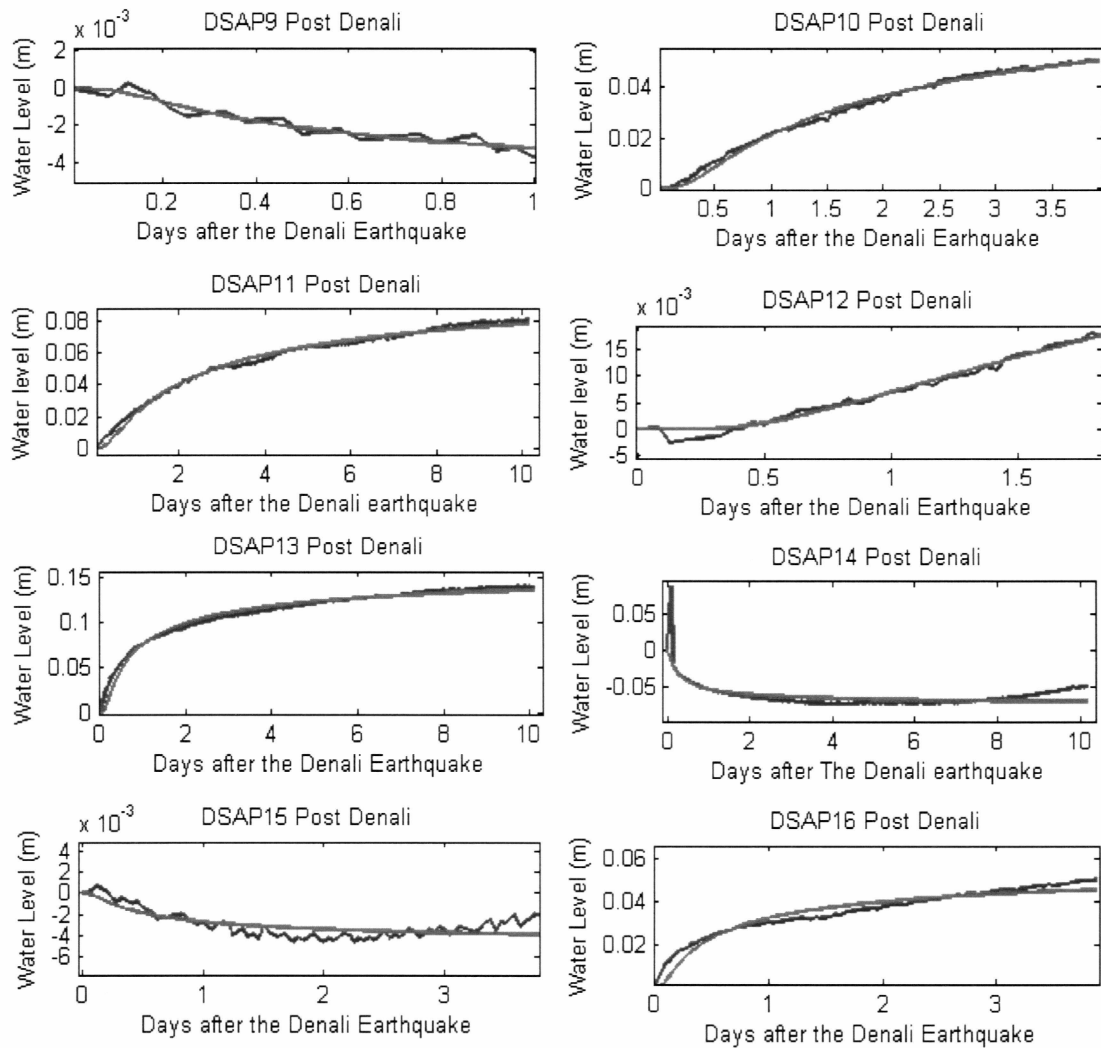 DSAP9 Post Denali
x 10^-3
Water Level (m)
2
0
-2
-4
0.2
0.4
0.6
0.8
1
Days after the Denali Earthquake
DSAP10 Post Denali
Water Level (m)
0.04
0.02
0
0.5
1
1.5
2
2.5
3
3.5
Days after the Denali Earhquake
DSAP11 Post Denali
Water level (m)
0.08
0.06
0.04
0.02
0
2
4
6
8
10
Days after the Denali earthquake
DSAP12 Post Denali
x 10^-3
Water level (m)
15
10
5
0
-5
0
0.5
1
1.5
Days after the Denali Earthquake
DSAP13 Post Denali
Water Level (m)
0.15
0.1
0.05
0
0
2
4
6
8
10
Days after the Denali Earthquake
DSAP14 Post Denali
Water Level (m)
0.05
0
-0.05
0
2
4
6
8
10
Days after The Denali earthquake
DSAP15 Post Denali
x 10^-3
Water Level (m)
4
2
0
-2
-4
-6
0
1
2
3
Days after the Denali Earthquake
DSAP16 Post Denali
Water Level (m)
0.06
0.04
0.02
0
1
2
3
Days after the Denali Earthquake